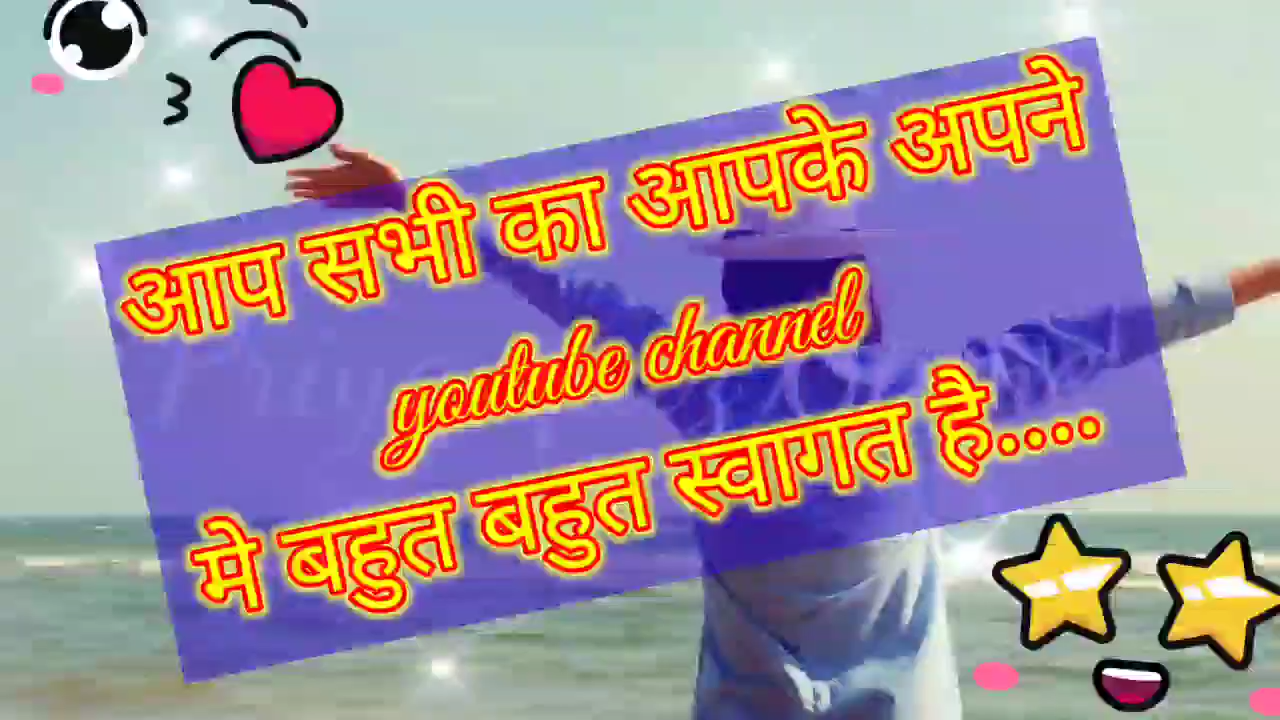 आप सभी का आपके अपने
youtube channel
मे बहुत बहुत स्वागत है....